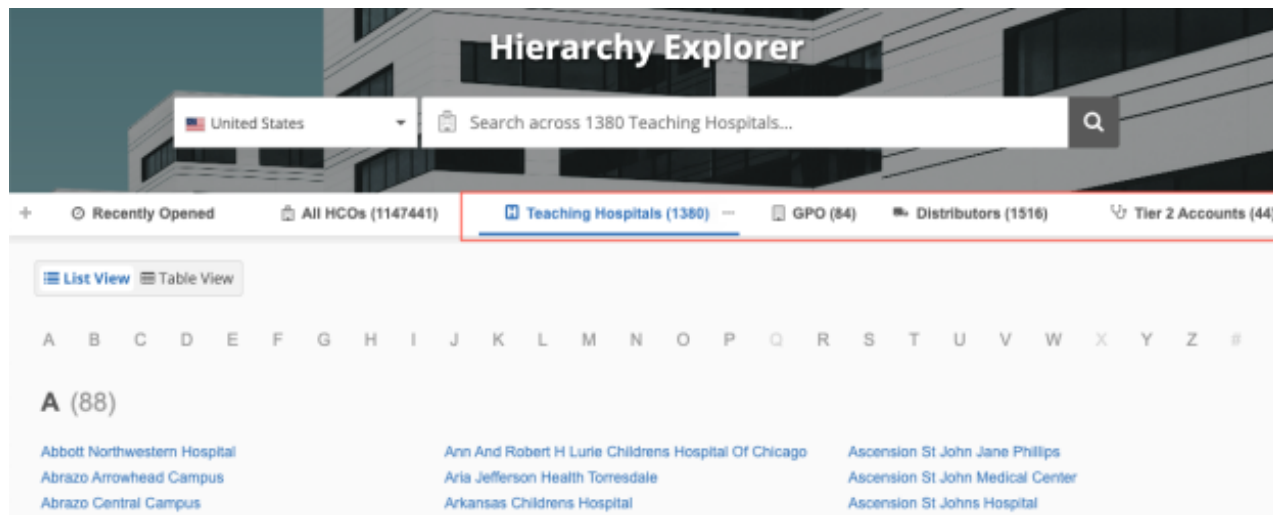 Hierarchy Explorer
United States Search across 1380 Teaching Hospitals...
+ Recently Opened All HCOs (1147441) Teaching Hospitals (1380) ··· GPO (84) Distributors (1516) Tier 2 Accounts (44)
List View Table View
A B C D E F G H I J K L M N O P Q R S T U V W X Y Z #
A (88)
Abbott Northwestern Hospital Ann And Robert H Lurie Childrens Hospital Of Chicago Ascension St John Jane Phillips
Abrazo Arrowhead Campus Aria Jefferson Health Torresdale Ascension St John Medical Center
Abrazo Central Campus Arkansas Childrens Hospital Ascension St Johns Hospital